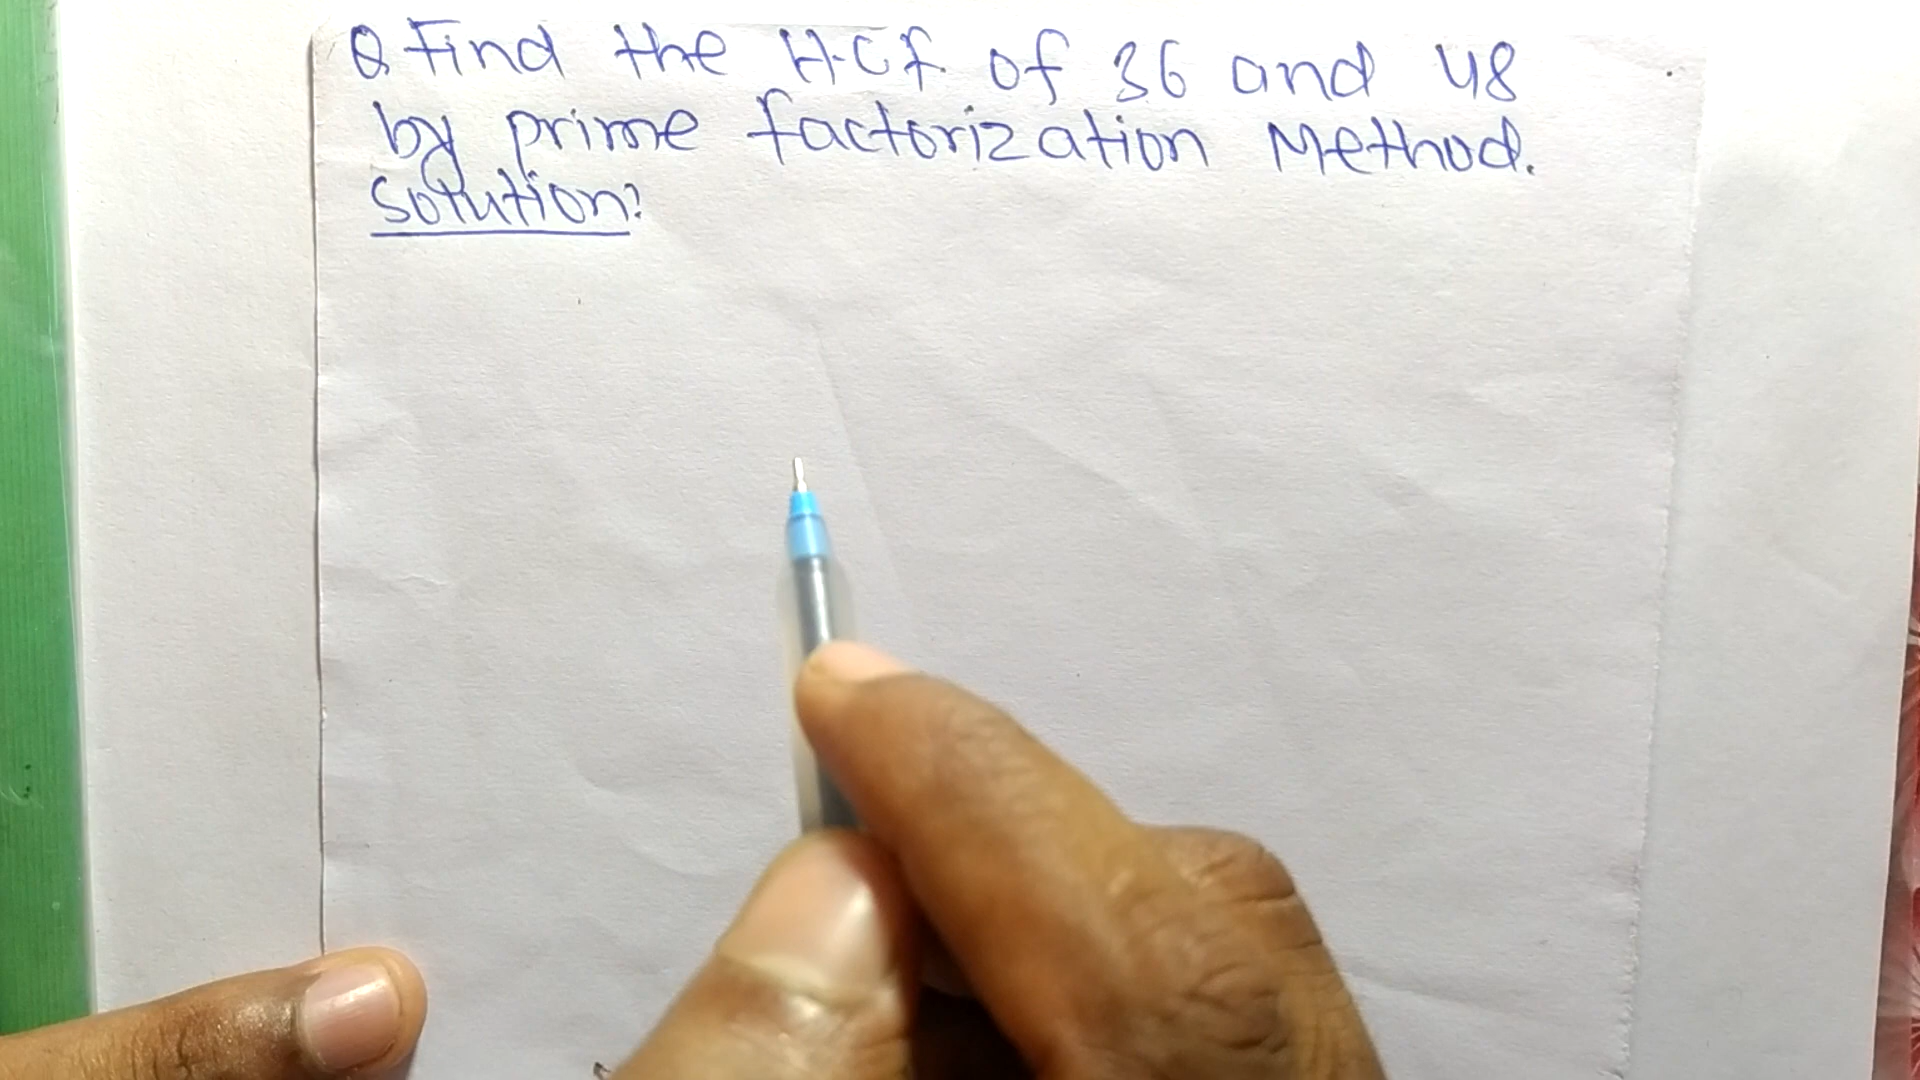 Q Find the H.C.F. of 36 and 48
by prime factorization Method.
Solution: